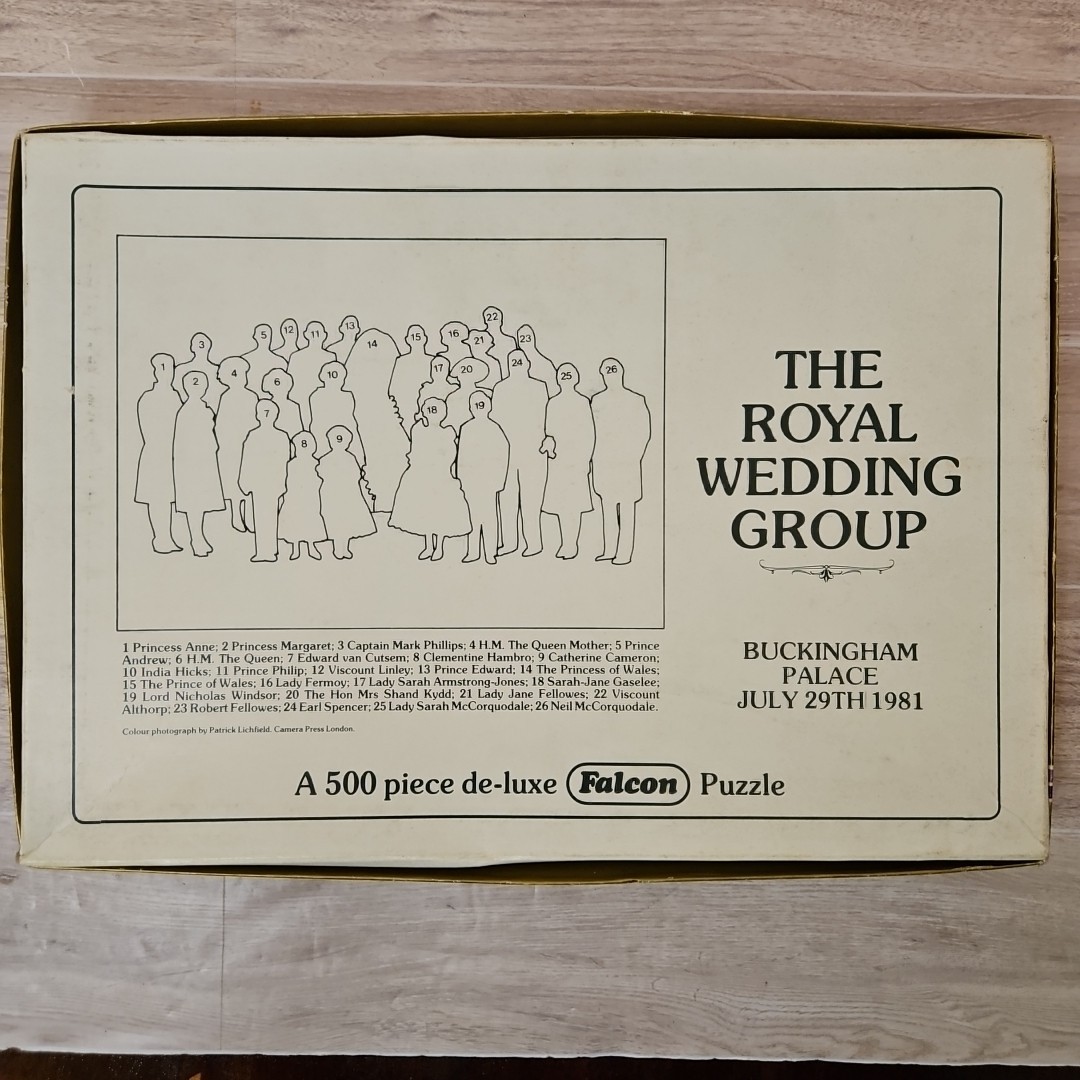 1
2
3
4
5
6
7
8
9
10
11
12
13
14
15
16
17
18
19
20
21
22
23
24
25
26
THE
ROYAL
WEDDING
GROUP
1 Princess Anne; 2 Princess Margaret; 3 Captain Mark Phillips; 4 H.M. The Queen Mother; 5 Prince
Andrew; 6 H.M. The Queen; 7 Edward van Cutsem; 8 Clementine Hambro; 9 Catherine Cameron;
10 India Hicks; 11 Prince Philip; 12 Viscount Linley; 13 Prince Edward; 14 The Princess of Wales;
15 The Prince of Wales; 16 Lady Fermoy; 17 Lady Sarah Armstrong-Jones; 18 Sarah-Jane Gaselee;
19 Lord Nicholas Windsor; 20 The Hon Mrs Shand Kydd; 21 Lady Jane Fellowes; 22 Viscount
Althorp; 23 Robert Fellowes; 24 Earl Spencer; 25 Lady Sarah McCorquodale; 26 Neil McCorquodale.
Colour photograph by Patrick Lichfield. Camera Press London.
BUCKINGHAM
PALACE
JULY 29TH 1981
A 500 piece de-luxe Falcon Puzzle